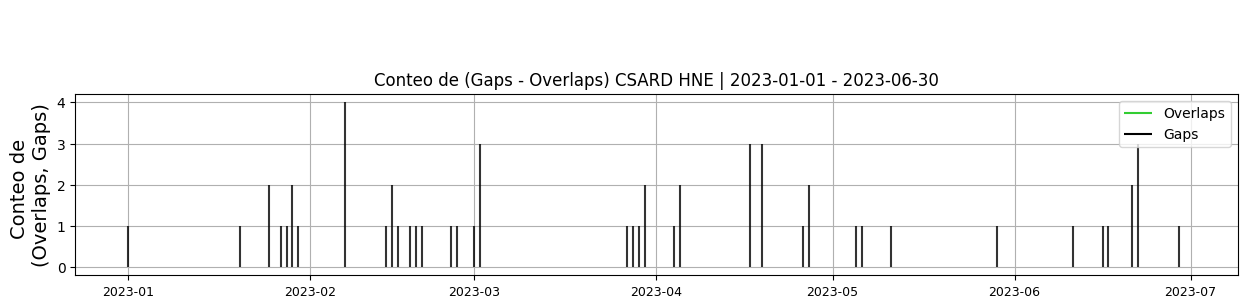 Conteo de (Gaps - Overlaps) CSARD HNE | 2023-01-01 - 2023-06-30
Conteo de
(Overlaps, Gaps)
4
3
2
1
0
Overlaps
Gaps
2023-01
2023-02
2023-03
2023-04
2023-05
2023-06
2023-07